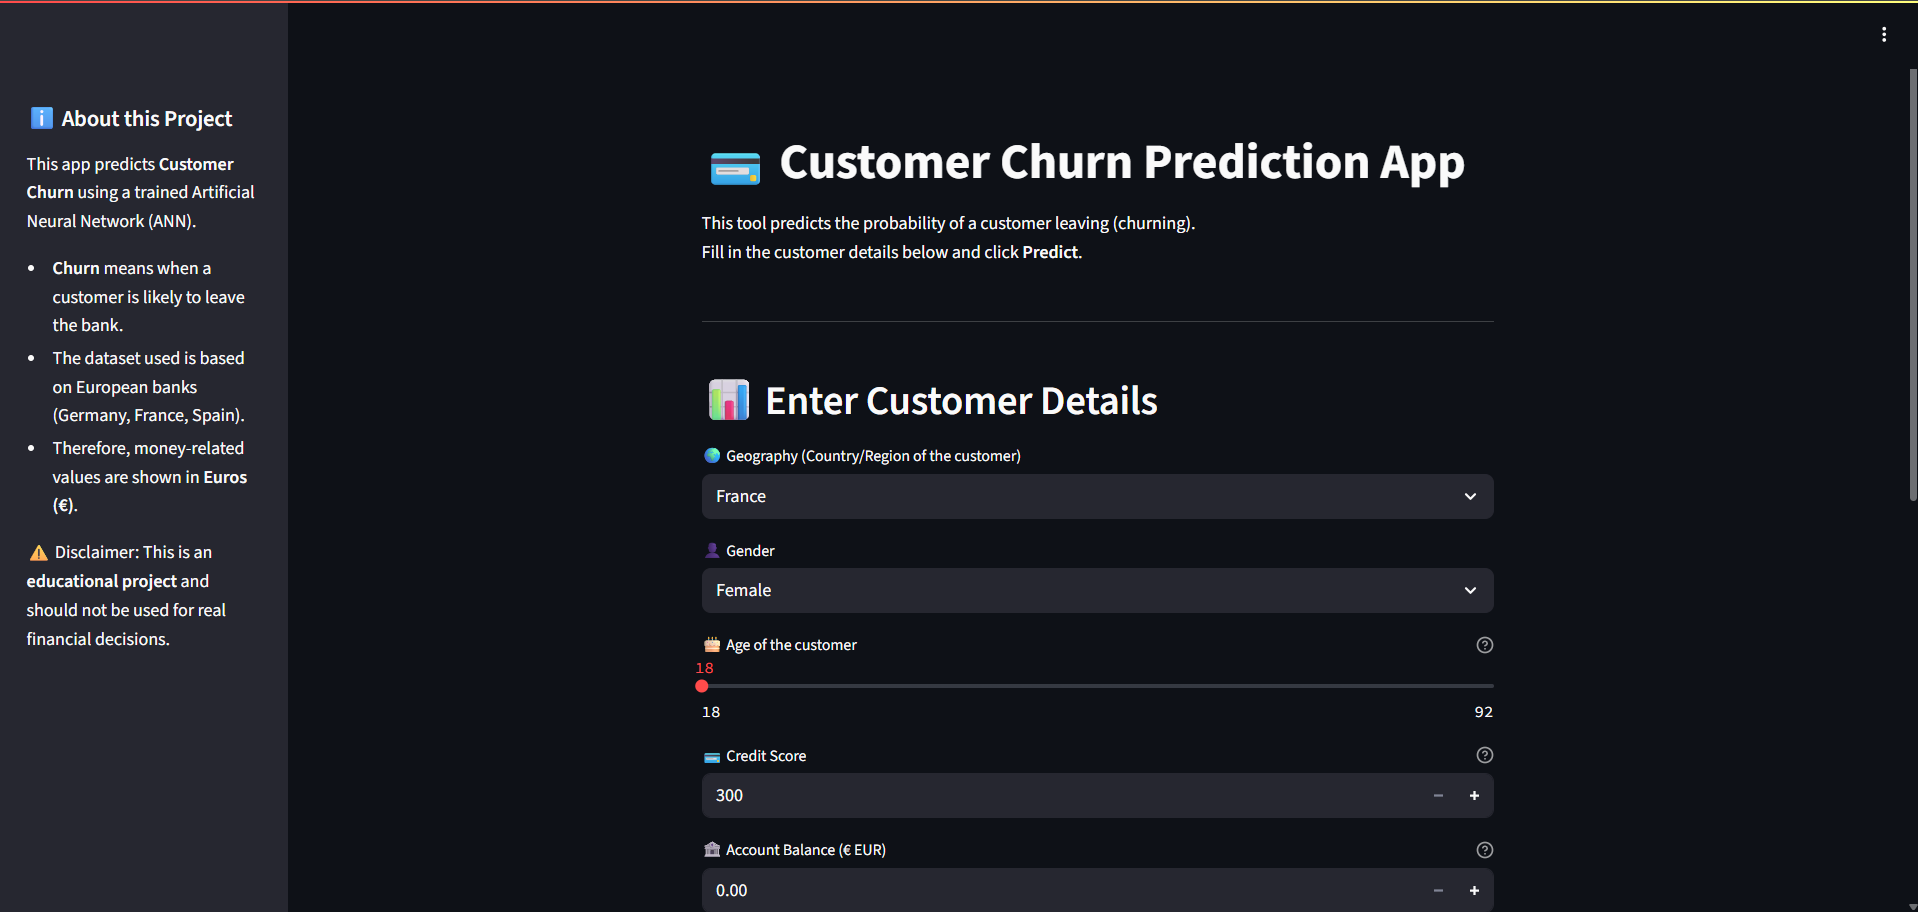 About this Project
This app predicts Customer
Churn using a trained Artificial
Neural Network (ANN).
• Churn means when a
customer is likely to leave
the bank.
• The dataset used is based
on European banks
(Germany, France, Spain).
• Therefore, money-related
values are shown in Euros
(€).
Disclaimer: This is an
educational project and
should not be used for real
financial decisions.
Customer Churn Prediction App
This tool predicts the probability of a customer leaving (churning).
Fill in the customer details below and click Predict.
Enter Customer Details
Geography (Country/Region of the customer)
France
Gender
Female
Age of the customer
18
18 92
Credit Score
300
Account Balance (€ EUR)
0.00